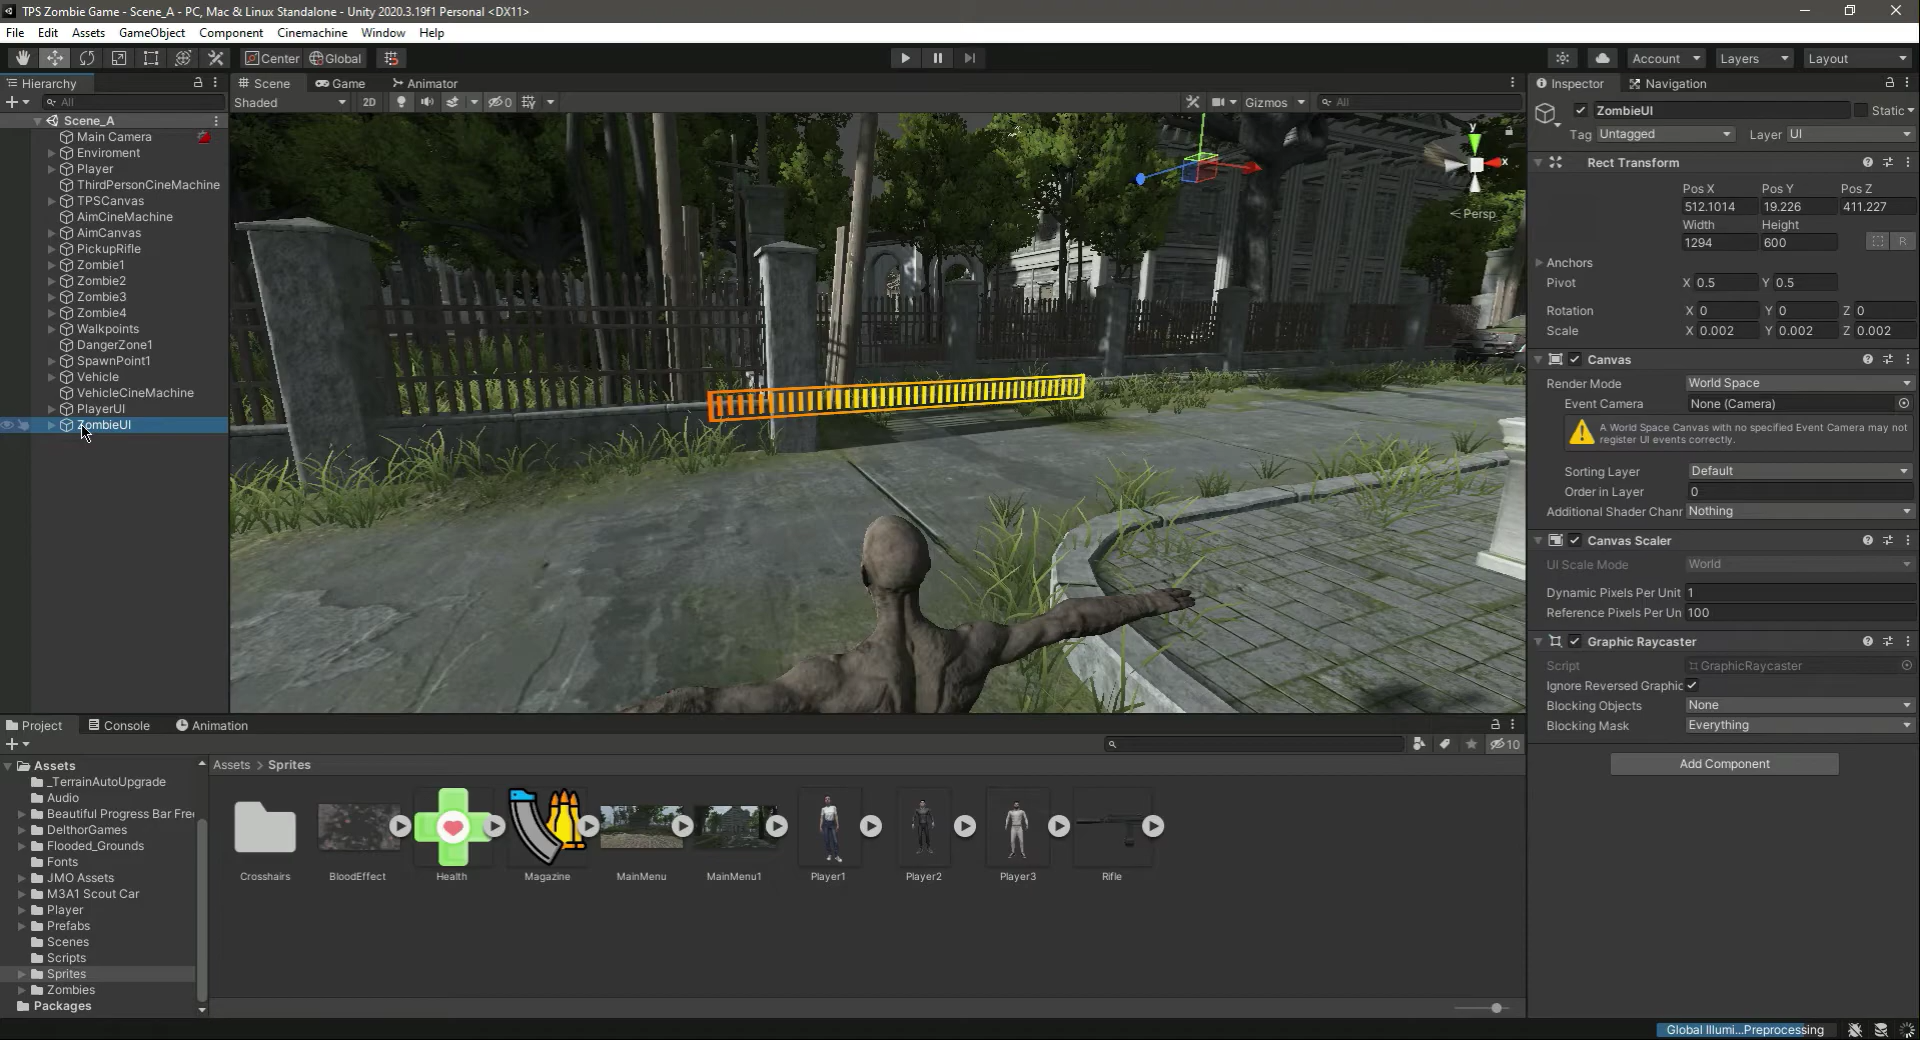 TPS Zombie Game - Scene_A - PC, Mac & Linux Standalone - Unity 2020.3.19f1 Personal <DX11>
File Edit Assets GameObject Component Cinemachine Window Help
Center Global Account Layers Layout
Hierarchy
All
Scene_A
Main Camera
Enviroment
Player
ThirdPersonCineMachine
TPSCanvas
AimCineMachine
AimCanvas
PickupRifle
Zombie1
Zombie2
Zombie3
Zombie4
Walkpoints
DangerZone1
SpawnPoint1
Vehicle
VehicleCineMachine
PlayerUI
ZombieUI
Scene Game Animator
Shaded 2D 0 Gizmos All
y
x
Persp
Inspector Navigation
ZombieUI Static
Tag Untagged Layer UI
Rect Transform
Pos X Pos Y Pos Z
512.1014 19.226 411.227
Width Height
1294 600 R
Anchors
Pivot X 0.5 Y 0.5
Rotation X 0 Y 0 Z 0
Scale X 0.002 Y 0.002 Z 0.002
Canvas
Render Mode World Space
Event Camera None (Camera)
A World Space Canvas with no specified Event Camera may not
register UI events correctly.
Sorting Layer Default
Order in Layer 0
Additional Shader Chanr Nothing
Canvas Scaler
UI Scale Mode World
Dynamic Pixels Per Unit 1
Reference Pixels Per Un 100
Graphic Raycaster
Script GraphicRaycaster
Ignore Reversed Graphic
Blocking Objects None
Blocking Mask Everything
Add Component
Project Console Animation
10
Assets
_TerrainAutoUpgrade
Audio
Beautiful Progress Bar Free
DelthorGames
Flooded_Grounds
Fonts
JMO Assets
M3A1 Scout Car
Player
Prefabs
Scenes
Scripts
Sprites
Zombies
Packages
Assets > Sprites
Crosshairs BloodEffect Health Magazine MainMenu MainMenu1 Player1 Player2 Player3 Rifle
Global Illumi...Preprocessing